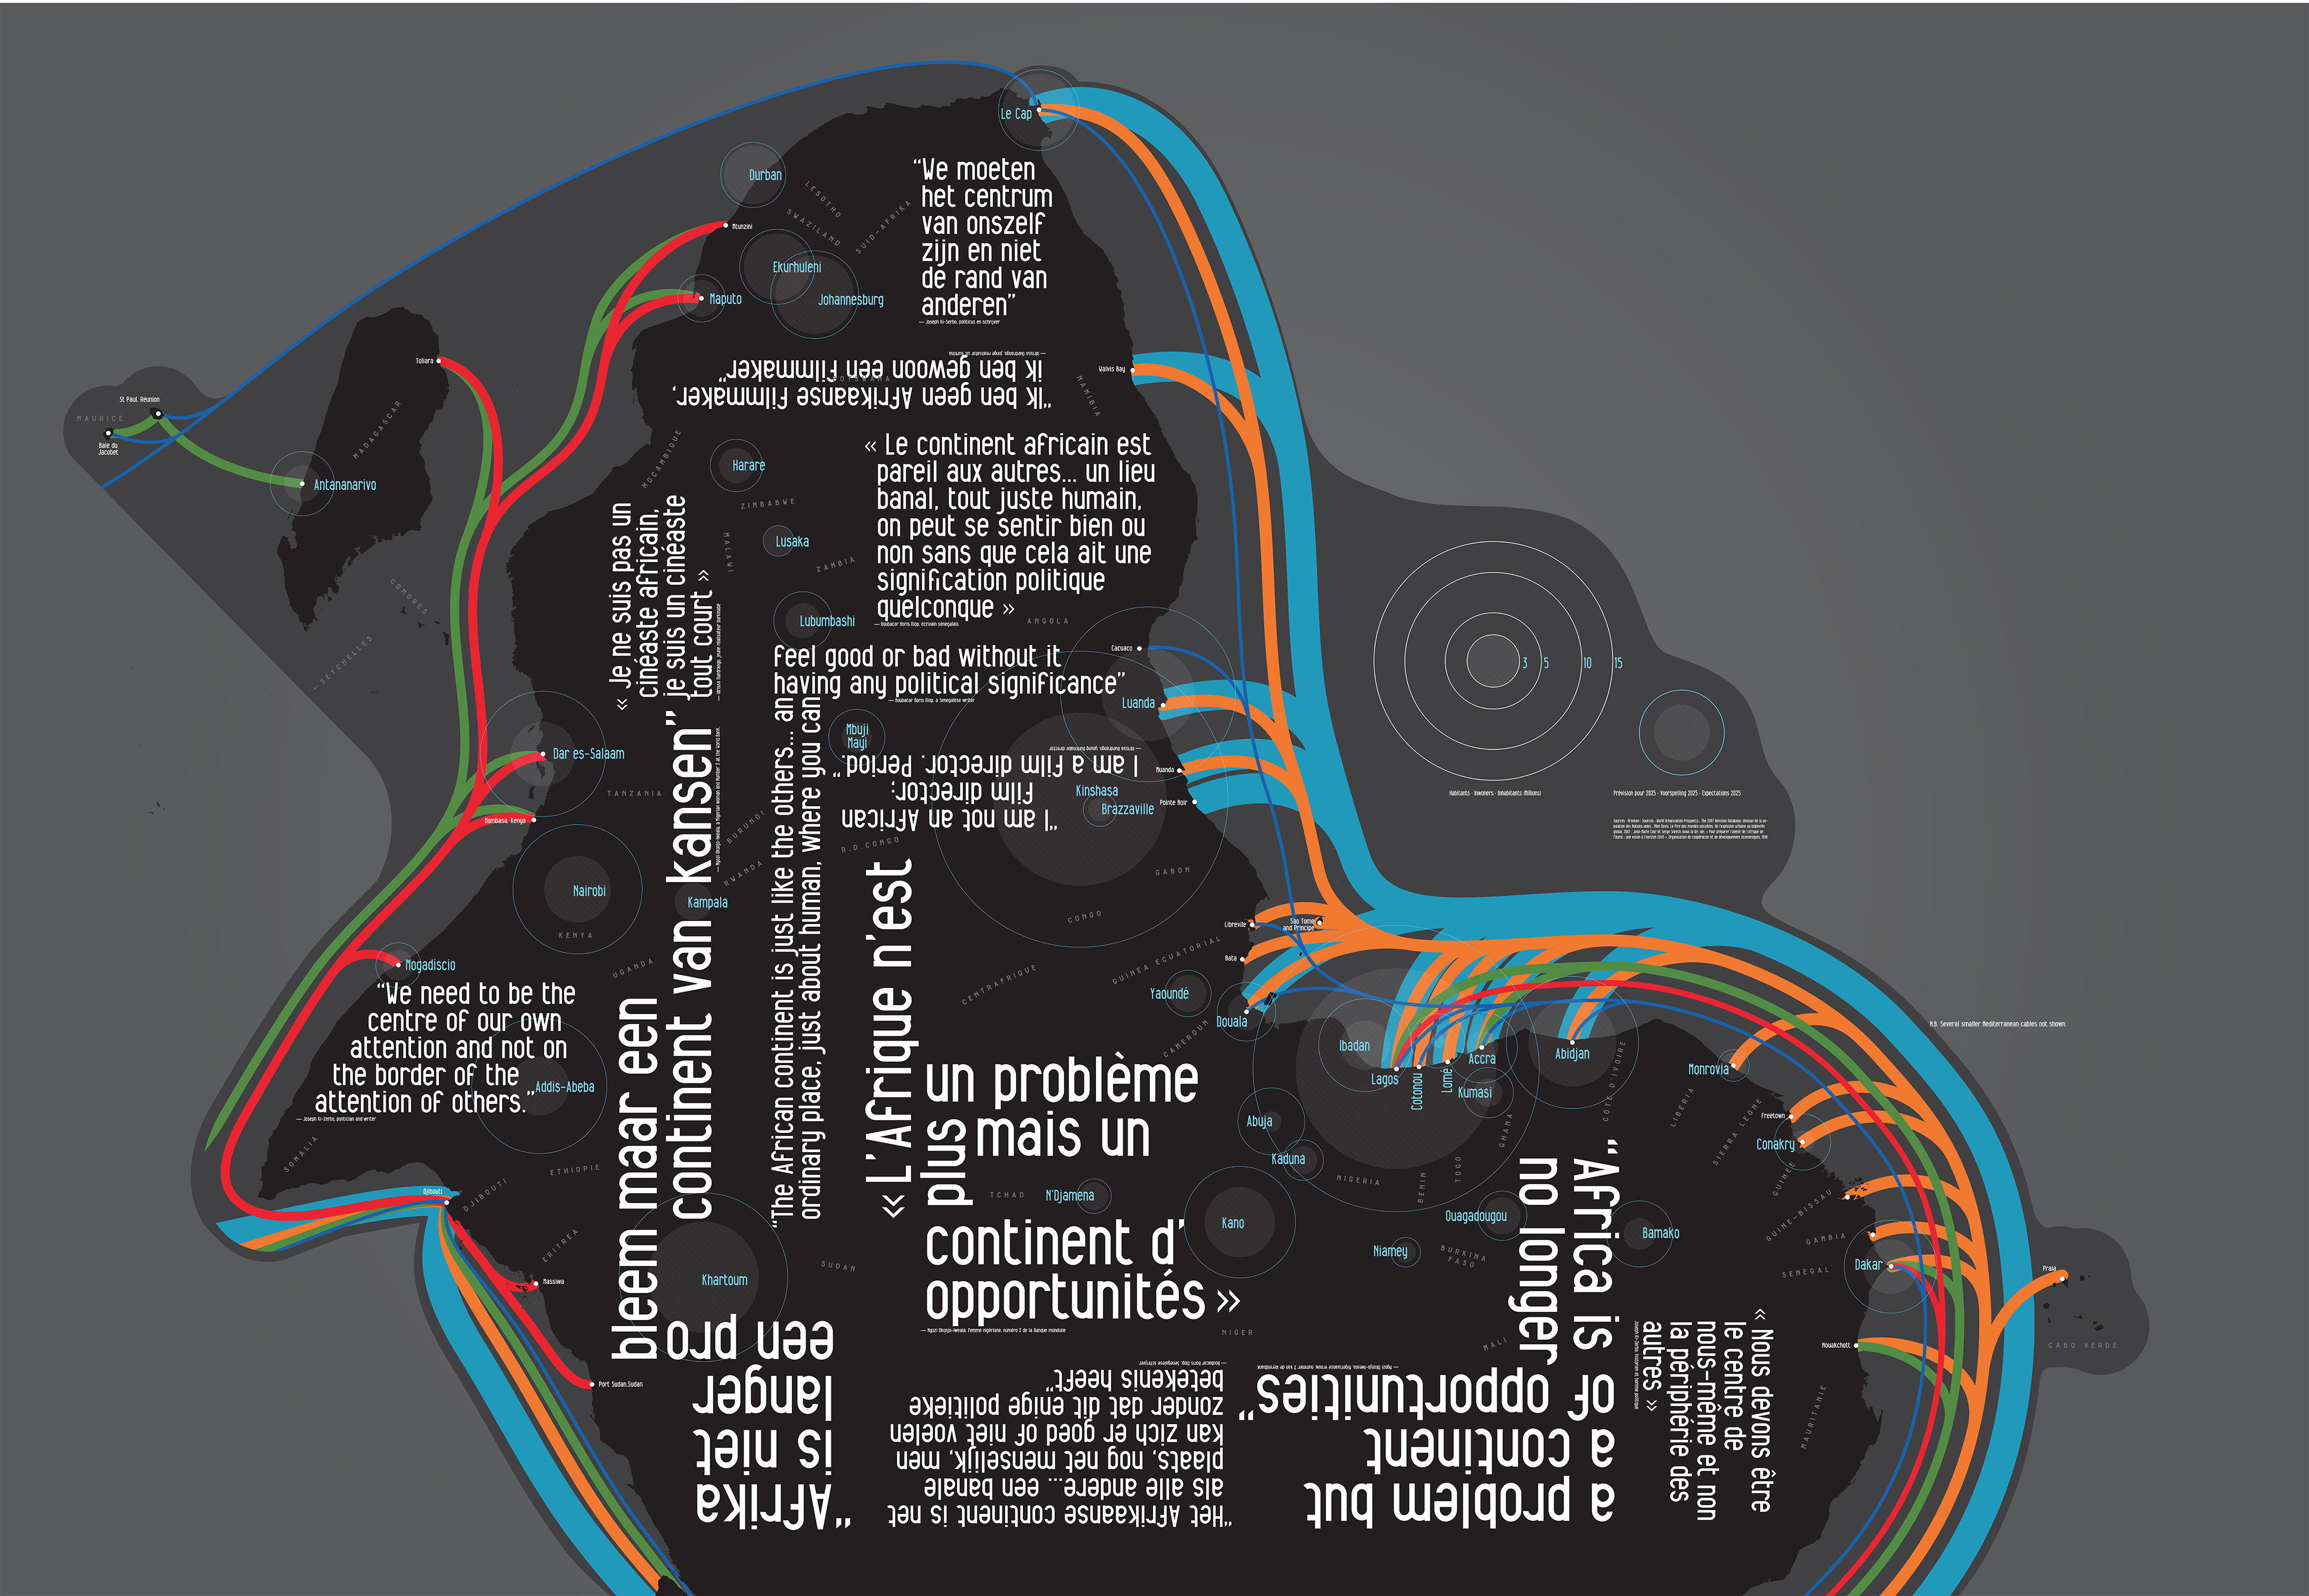 Le Cap
Durban
LESOTHO
SWAZILAND
SUID-AFRIKA
Mtunzini
Ekurhuleni
Johannesburg
Maputo
“We moeten
het centrum
van onszelf
zijn en niet
de rand van
anderen”
— Joseph Ki-Serbo, politicus en schrijver
Toliara
“Ik ben geen Afrikaanse filmmaker,
ik ben gewoon een filmmaker”
BOTSWANA
NAMIBIA
Walvis Bay
St Paul, Reunion
MAURICE
Baie du
Jacobet
MADAGASCAR
Antananarivo
MOCAMBIQUE
Harare
ZIMBABWE
Lusaka
MALAWI
ZAMBIA
Lubumbashi
« Le continent africain est
pareil aux autres... un lieu
banal, tout juste humain,
on peut se sentir bien ou
non sans que cela ait une
signification politique
quelconque »
— Boubacar Boris Diop, écrivain sénégalais
ANGOLA
« Je ne suis pas un
cinéaste africain,
je suis un cinéaste
tout court »
COMORES
SEYCHELLES
“The African continent is just like the others... an
ordinary place, just about human, where you can
feel good or bad without it
having any political significance”
— Boubacar Boris Diop, a Senegalese writer
Cacuaco
Luanda
3
5
10
15
Habitants - Inwoners - Inhabitants (Millions)
Prévision pour 2025 - Voorspelling 2025 - Expectations 2025
Mbuji
Mayi
Dar es-Salaam
TANZANIA
Mombasa, Kenya
“I am not an African
film director;
I am a film director. Period.”
— Idrissa Ouedraogo, young Burkinabe director
Kinshasa
Brazzaville
Muanda
Pointe Noir
BURUNDI
RWANDA
R.D.CONGO
GABON
CONGO
Nairobi
Kampala
KENYA
UGANDA
Mogadiscio
Librevile
Sao Tome
and Principe
Bata
GUINEA ECUATORIAL
CENTRAFRIQUE
Yaoundé
Douala
CAMEROUN
“We need to be the
centre of our own
attention and not on
the border of the
attention of others.”
— Joseph Ki-Zerbo, politician and writer
Addis-Abeba
SOMALIA
ETHIOPIE
Djibouti
DJIBOUTI
ERITREA
Massiwa
Port Sudan,Sudan
Khartoum
SUDAN
“Afrika
is niet
langer
een pro
bleem maar een
continent van kansen”
« L’Afrique n’est
plus
un problème
mais un
continent d’
opportunités »
— Ngozi Okonjo-Iweala, femme nigériane, numéro 2 de la Banque mondiale
TCHAD
N’Djamena
NIGER
“Het Afrikaanse continent is net
als alle andere... een banale
plaats, nog net menselijk, men
kan zich er goed of niet voelen
zonder dat dit enige politieke
betekenis heeft”
— Boubacar Boris Diop, Senegalese schrijver
Ibadan
Lagos
Cotonou
Lomé
Accra
Kumasi
Abidjan
COTE D’IVOIRE
Abuja
Kaduna
Kano
NIGERIA
BENIN
TOGO
GHANA
Niamey
Ouagadougou
BURKINA
FASO
Bamako
MALI
“Africa is
no longer
a problem but
a continent
of opportunities”
N.B. Several smaller Mediterranean cables not shown.
Monrovia
LIBERIA
Freetown
SIERRA LEONE
Conakry
GUINEE
GUINE-BISSAU
GAMBIA
Dakar
SENEGAL
Nouakchott
MAURITANIE
Praia
CABO VERDE
« Nous devons être
le centre de
nous-même et non
la périphérie des
autres »